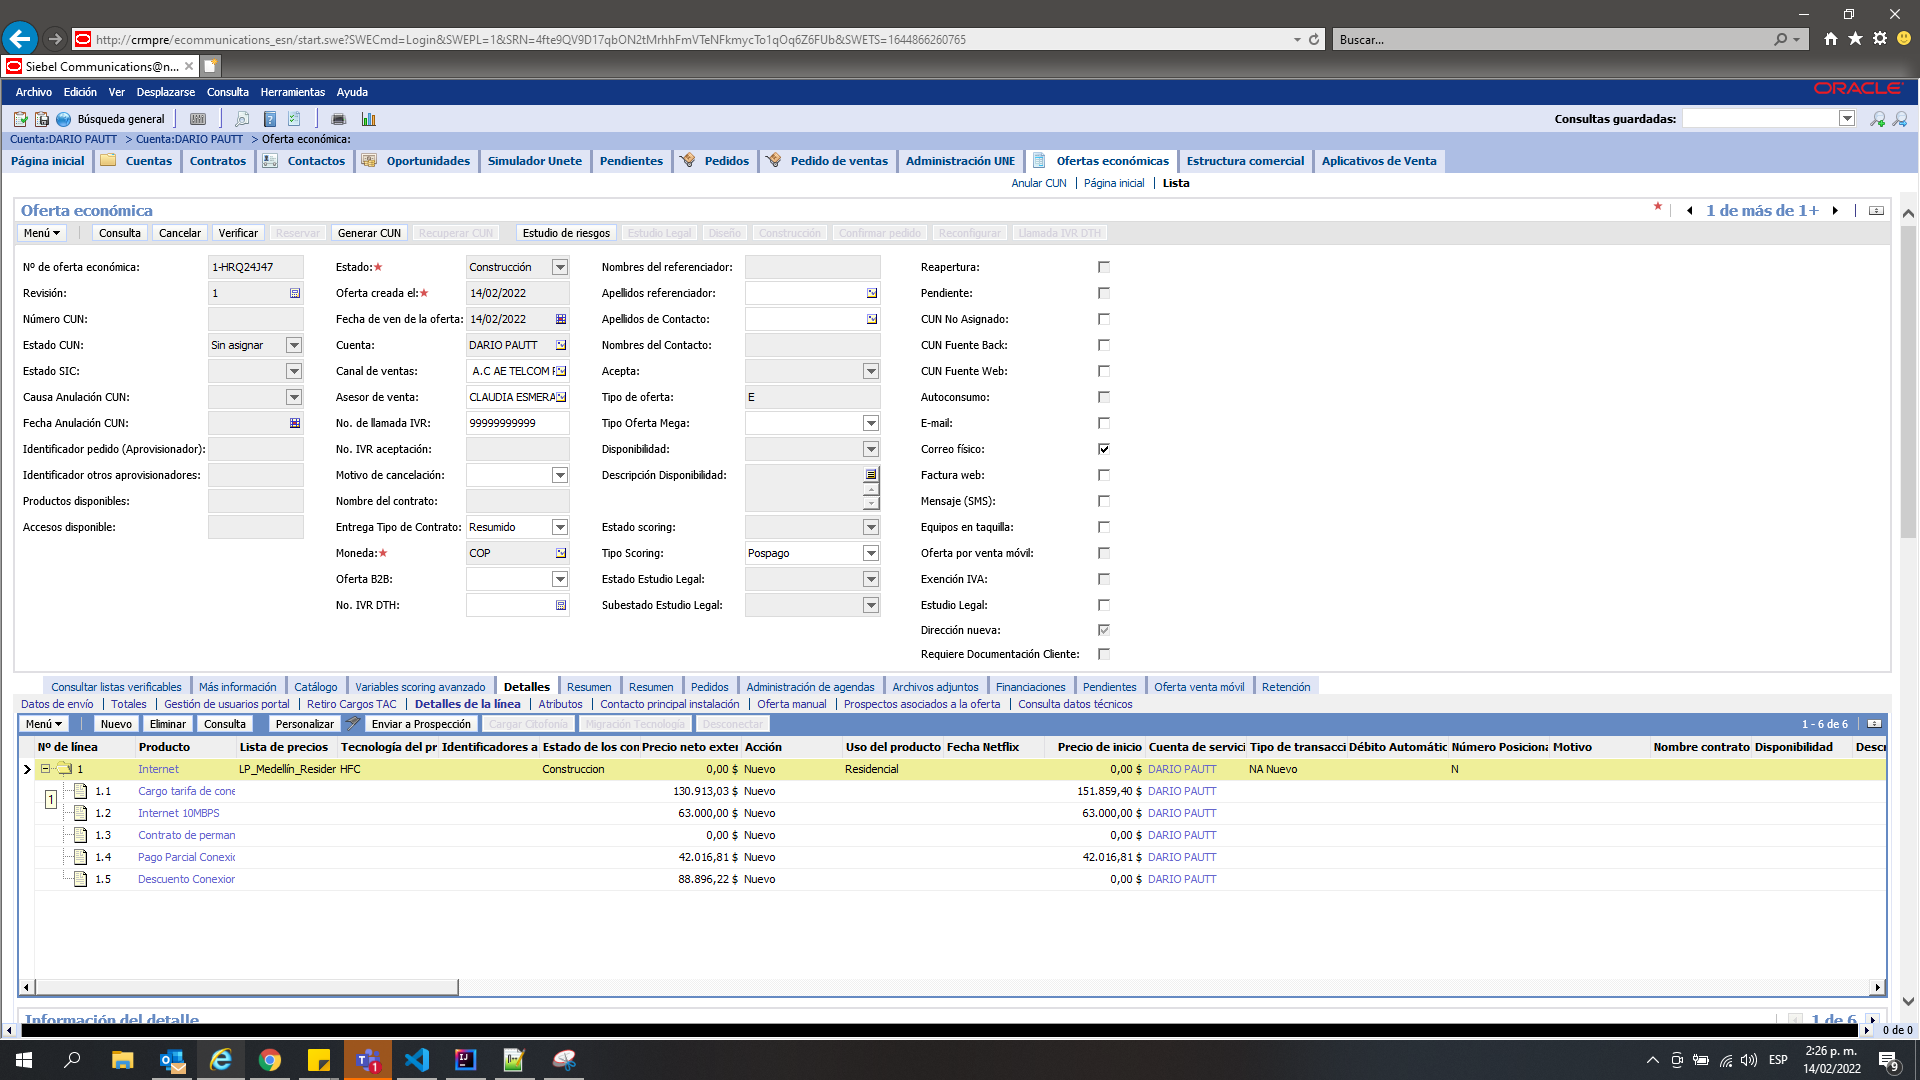 http://crmpre/ecommunications_esn/start.swe?SWECmd=Login&SWEPL=1&SRN=4fte9QV9D17qbON2tMrhhFmVTeNFkmycTo1qOq6Z6FUb&SWETS=1644866260765 Buscar...
Siebel Communications@n...
Archivo Edición Ver Desplazarse Consulta Herramientas Ayuda ORACLE
Búsqueda general Consultas guardadas:
Cuenta:DARIO PAUTT > Cuenta:DARIO PAUTT > Oferta económica:
Página inicial Cuentas Contratos Contactos Oportunidades Simulador Unete Pendientes Pedidos Pedido de ventas Administración UNE Ofertas económicas Estructura comercial Aplicativos de Venta
Anular CUN Página inicial Lista
Oferta económica 1 de más de 1+
Menú Consulta Cancelar Verificar Reservar Generar CUN Recuperar CUN Estudio de riesgos Estudio Legal Diseño Construcción Confirmar pedido Reconfigurar Llamada IVR DTH
Nº de oferta económica: 1-HRQ24J47 Estado: Construcción Nombres del referenciador: Reapertura:
Revisión: 1 Oferta creada el: 14/02/2022 Apellidos referenciador: Pendiente:
Número CUN: Fecha de ven de la oferta: 14/02/2022 Apellidos de Contacto: CUN No Asignado:
Estado CUN: Sin asignar Cuenta: DARIO PAUTT Nombres del Contacto: CUN Fuente Back:
Estado SIC: Canal de ventas: A.C AE TELCOM Acepta: CUN Fuente Web:
Causa Anulación CUN: Asesor de venta: CLAUDIA ESMERA Tipo de oferta: E Autoconsumo:
Fecha Anulación CUN: No. de llamada IVR: 99999999999 Tipo Oferta Mega: E-mail:
Identificador pedido (Aprovisionador): No. IVR aceptación: Disponibilidad: Correo físico:
Identificador otros aprovisionadores: Motivo de cancelación: Descripción Disponibilidad: Factura web:
Productos disponibles: Nombre del contrato: Mensaje (SMS):
Accesos disponible: Entrega Tipo de Contrato: Resumido Estado scoring: Equipos en taquilla:
Moneda: COP Tipo Scoring: Pospago Oferta por venta móvil:
Oferta B2B: Estado Estudio Legal: Exención IVA:
No. IVR DTH: Subestado Estudio Legal: Estudio Legal:
Dirección nueva:
Requiere Documentación Cliente:
Consultar listas verificables Más información Catálogo Variables scoring avanzado Detalles Resumen Resumen Pedidos Administración de agendas Archivos adjuntos Financiaciones Pendientes Oferta venta móvil Retención
Datos de envío Totales Gestión de usuarios portal Retiro Cargos TAC Detalles de la línea Atributos Contacto principal instalación Oferta manual Prospectos asociados a la oferta Consulta datos técnicos
Menú Nuevo Eliminar Consulta Personalizar Enviar a Prospección Cargar Citofonía Migración Tecnología Desconectar 1 - 6 de 6
Nº de línea Producto Lista de precios Tecnología del pr Identificadores a Estado de los con Precio neto exter Acción Uso del producto Fecha Netflix Precio de inicio Cuenta de servici Tipo de transacci Débito Automátic Número Posiciona Motivo Nombre contrato Disponibilidad Descri
1 Internet LP_Medellín_Resider HFC Construccion 0,00 $ Nuevo Residencial 0,00 $ DARIO PAUTT NA Nuevo N
1.1 Cargo tarifa de cone 130.913,03 $ Nuevo 151.859,40 $ DARIO PAUTT
1
1.2 Internet 10MBPS 63.000,00 $ Nuevo 63.000,00 $ DARIO PAUTT
1.3 Contrato de perman 0,00 $ Nuevo 0,00 $ DARIO PAUTT
1.4 Pago Parcial Conexic 42.016,81 $ Nuevo 42.016,81 $ DARIO PAUTT
1.5 Descuento Conexior 88.896,22 $ Nuevo 0,00 $ DARIO PAUTT
Información del detalle 1 de 6
0 de 0
ESP 2:26 p. m.
14/02/2022 9